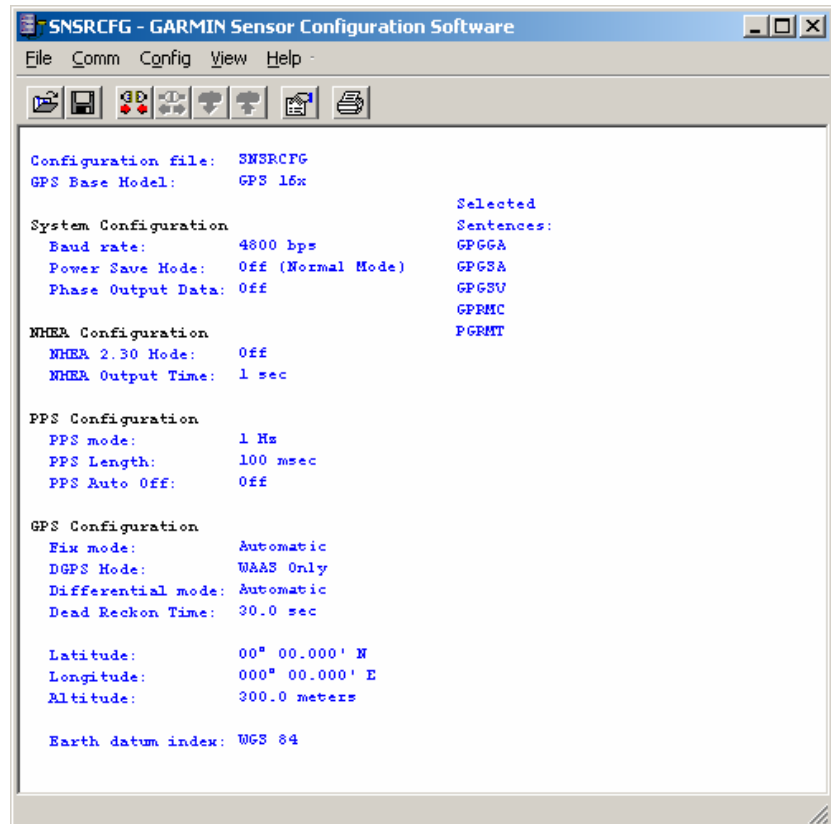 SNSRCFG - GARMIN Sensor Configuration Software
File Comm Config View Help
Configuration file: SNSRCFG
GPS Base Model: GPS 16x
System Configuration
Baud rate: 4800 bps
Power Save Mode: Off (Normal Mode)
Phase Output Data: Off
NMEA Configuration
NMEA 2.30 Mode: Off
NMEA Output Time: 1 sec
PPS Configuration
PPS mode: 1 Hz
PPS Length: 100 msec
PPS Auto Off: Off
GPS Configuration
Fix mode: Automatic
DGPS Mode: WAAS Only
Differential mode: Automatic
Dead Reckon Time: 30.0 sec
Latitude: 00° 00.000' N
Longitude: 000° 00.000' E
Altitude: 300.0 meters
Earth datum index: WGS 84
Selected
Sentences:
GPGGA
GPGSA
GPGSV
GPRMC
PGRMT